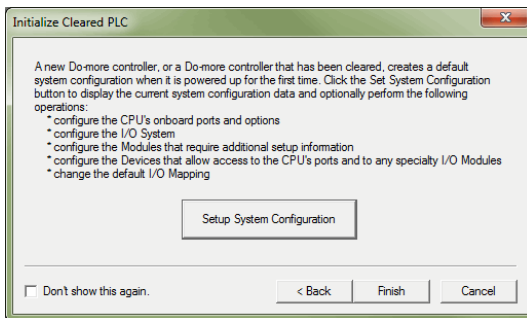 Initialize Cleared PLC
x
A new Do-more controller, or a Do-more controller that has been cleared, creates a default
system configuration when it is powered up for the first time. Click the Set System Configuration
button to display the current system configuration data and optionally perform the following
operations:
* configure the CPU's onboard ports and options
* configure the I/O System
* configure the Modules that require additional setup information
* configure the Devices that allow access to the CPU's ports and to any specialty I/O Modules
* change the default I/O Mapping
Setup System Configuration
Don't show this again.
< Back
Finish
Cancel